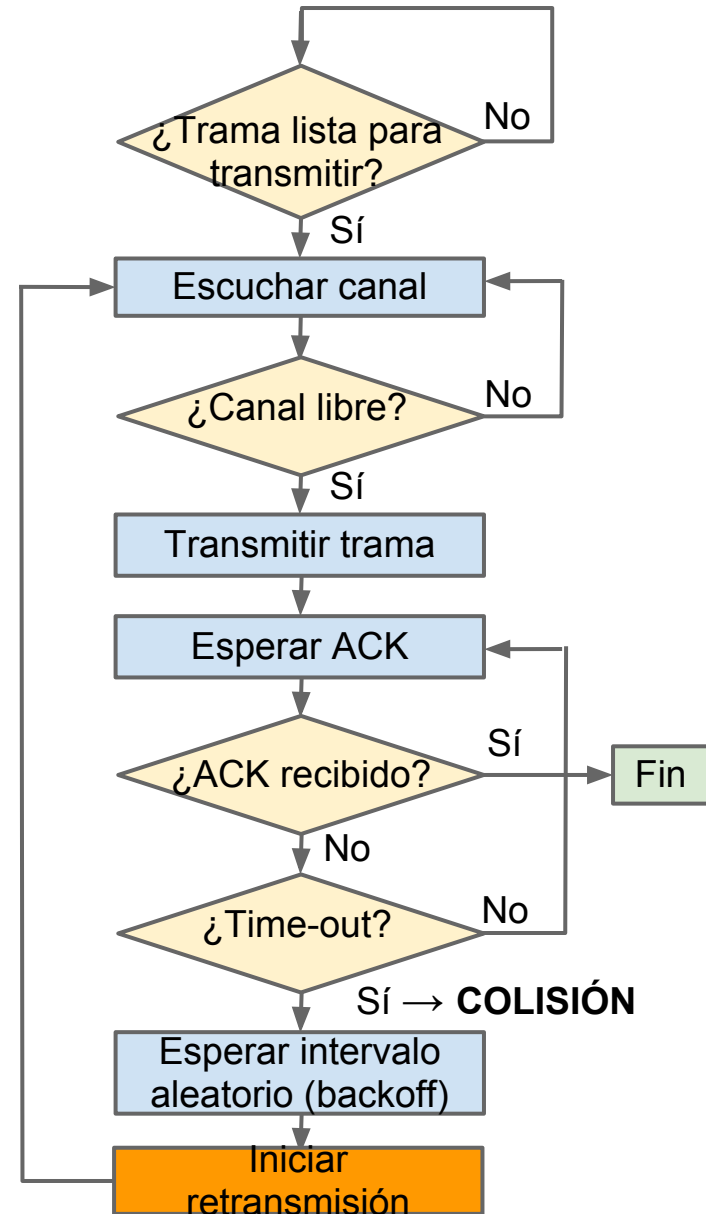 No
¿Trama lista para
transmitir?
Sí
Escuchar canal
¿Canal libre?
No
Sí
Transmitir trama
Esperar ACK
¿ACK recibido?
Sí
Fin
No
¿Time-out?
No
Sí → COLISIÓN
Esperar intervalo
aleatorio (backoff)
Iniciar
retransmisión